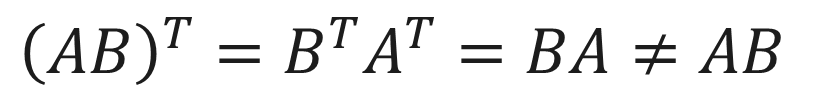 (AB)^T = B^T A^T = BA ≠ AB